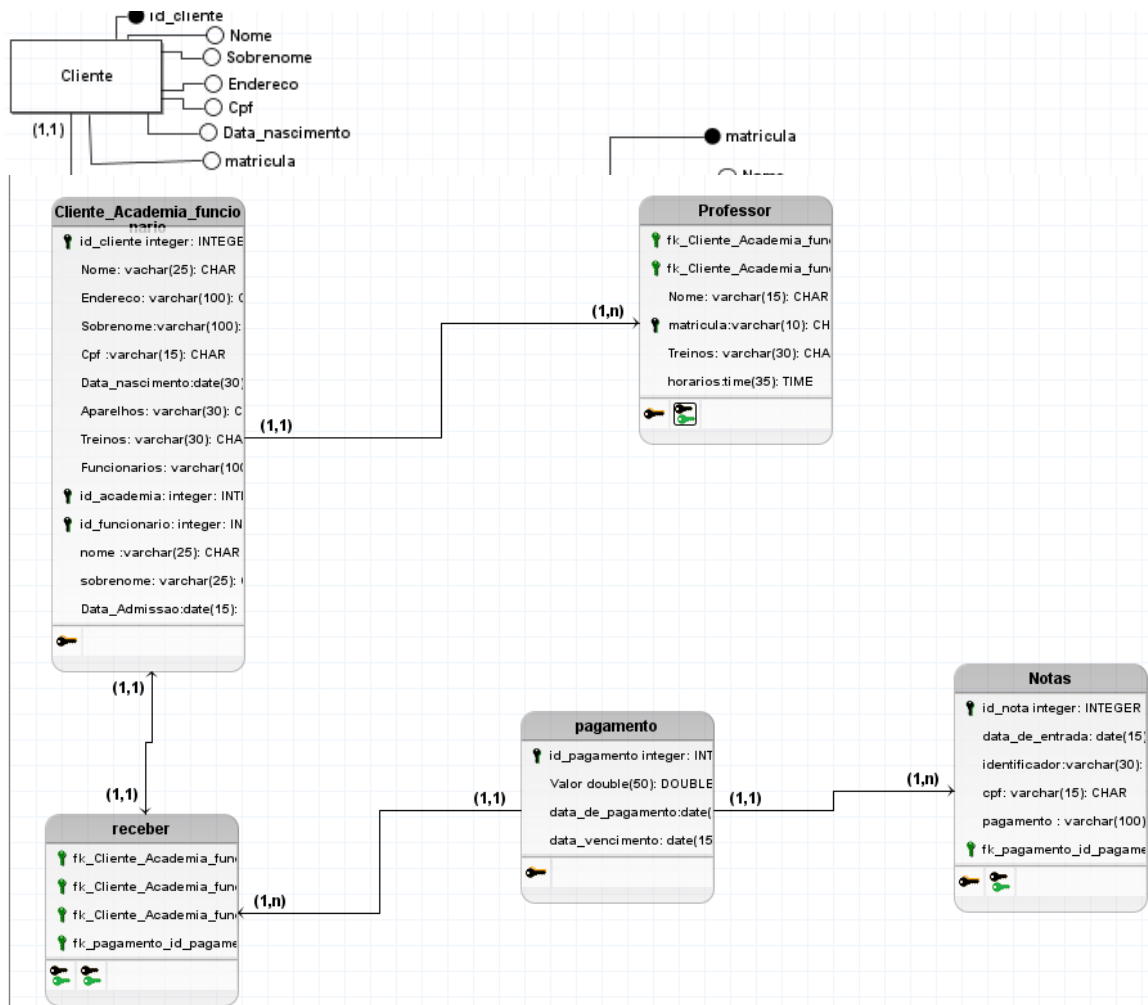 id_cliente
Nome
Sobrenome
Cliente
Endereco
Cpf
(1,1)
Data_nascimento
matricula
matricula
Cliente_Academia_funcio
nario
id_cliente integer: INTEGE
Nome: vachar(25): CHAR
Endereco: varchar(100): C
Sobrenome:varchar(100):
Cpf :varchar(15): CHAR
Data_nascimento:date(30)
Aparelhos: varchar(30): C
Treinos: varchar(30): CHA
Funcionarios: varchar(100
id_academia: integer: INTI
id_funcionario: integer: IN
nome :varchar(25): CHAR
sobrenome: varchar(25): 
Data_Admissao:date(15):
(1,1)
(1,n)
Professor
fk_Cliente_Academia_fun
fk_Cliente_Academia_fun
Nome: varchar(15): CHAR
matricula:varchar(10): CH
Treinos: varchar(30): CHA
horarios:time(35): TIME
(1,1)
(1,1)
receber
fk_Cliente_Academia_fun
fk_Cliente_Academia_fun
fk_Cliente_Academia_fun
fk_pagamento_id_pagame
(1,n)
(1,1)
pagamento
id_pagamento integer: INT
Valor double(50): DOUBLE
data_de_pagamento:date(
data_vencimento: date(15
(1,1)
(1,n)
Notas
id_nota integer: INTEGER
data_de_entrada: date(15)
identificador:varchar(30):
cpf: varchar(15): CHAR
pagamento : varchar(100)
fk_pagamento_id_pagame